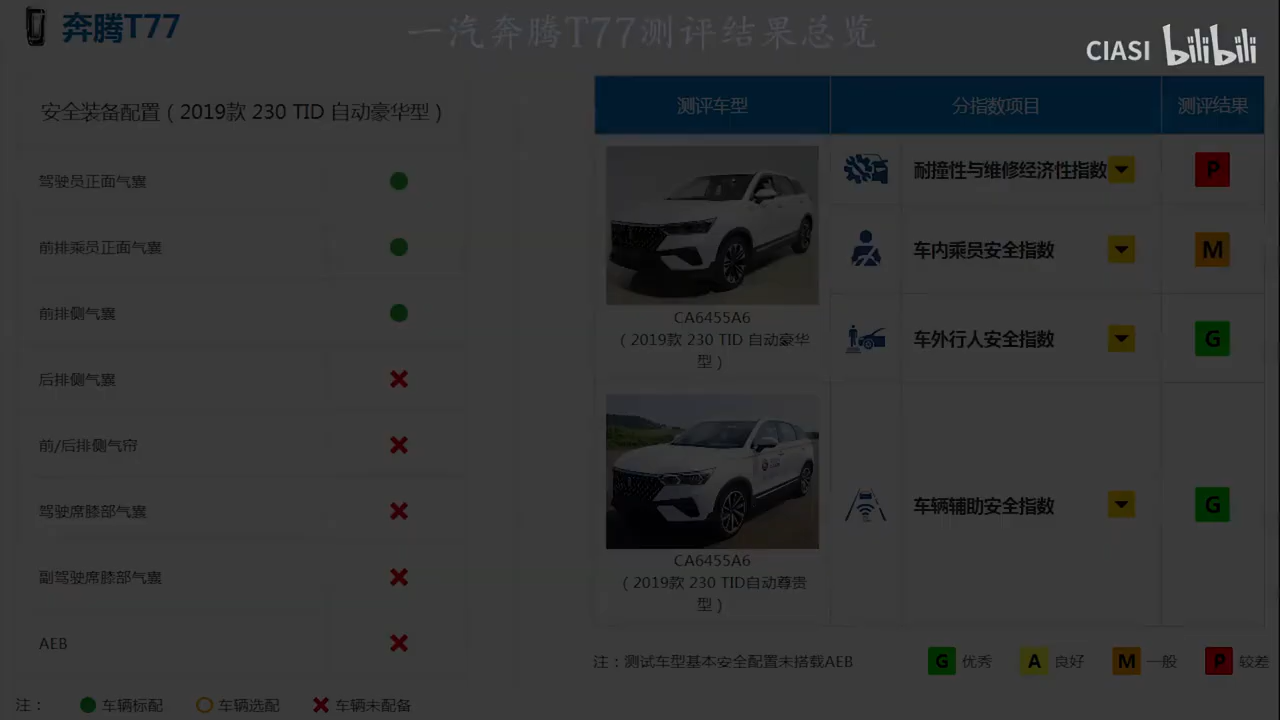 奔腾T77
一汽奔腾T77测评结果总览
CIASI bilibili
安全装备配置（2019款 230 TID 自动豪华型）
驾驶员正面气囊
前排乘员正面气囊
前排侧气囊
后排侧气囊
前/后排侧气帘
驾驶席膝部气囊
副驾驶席膝部气囊
AEB
注： 车辆标配 车辆选配 车辆未配备
测评车型 分指数项目 测评结果
耐撞性与维修经济性指数 P
车内乘员安全指数 M
CA6455A6
（2019款 230 TID 自动豪华
型）
车外行人安全指数 G
车辆辅助安全指数 G
CA6455A6
（2019款 230 TID自动尊贵
型）
注：测试车型基本安全配置未搭载AEB
G 优秀 A 良好 M 一般 P 较差